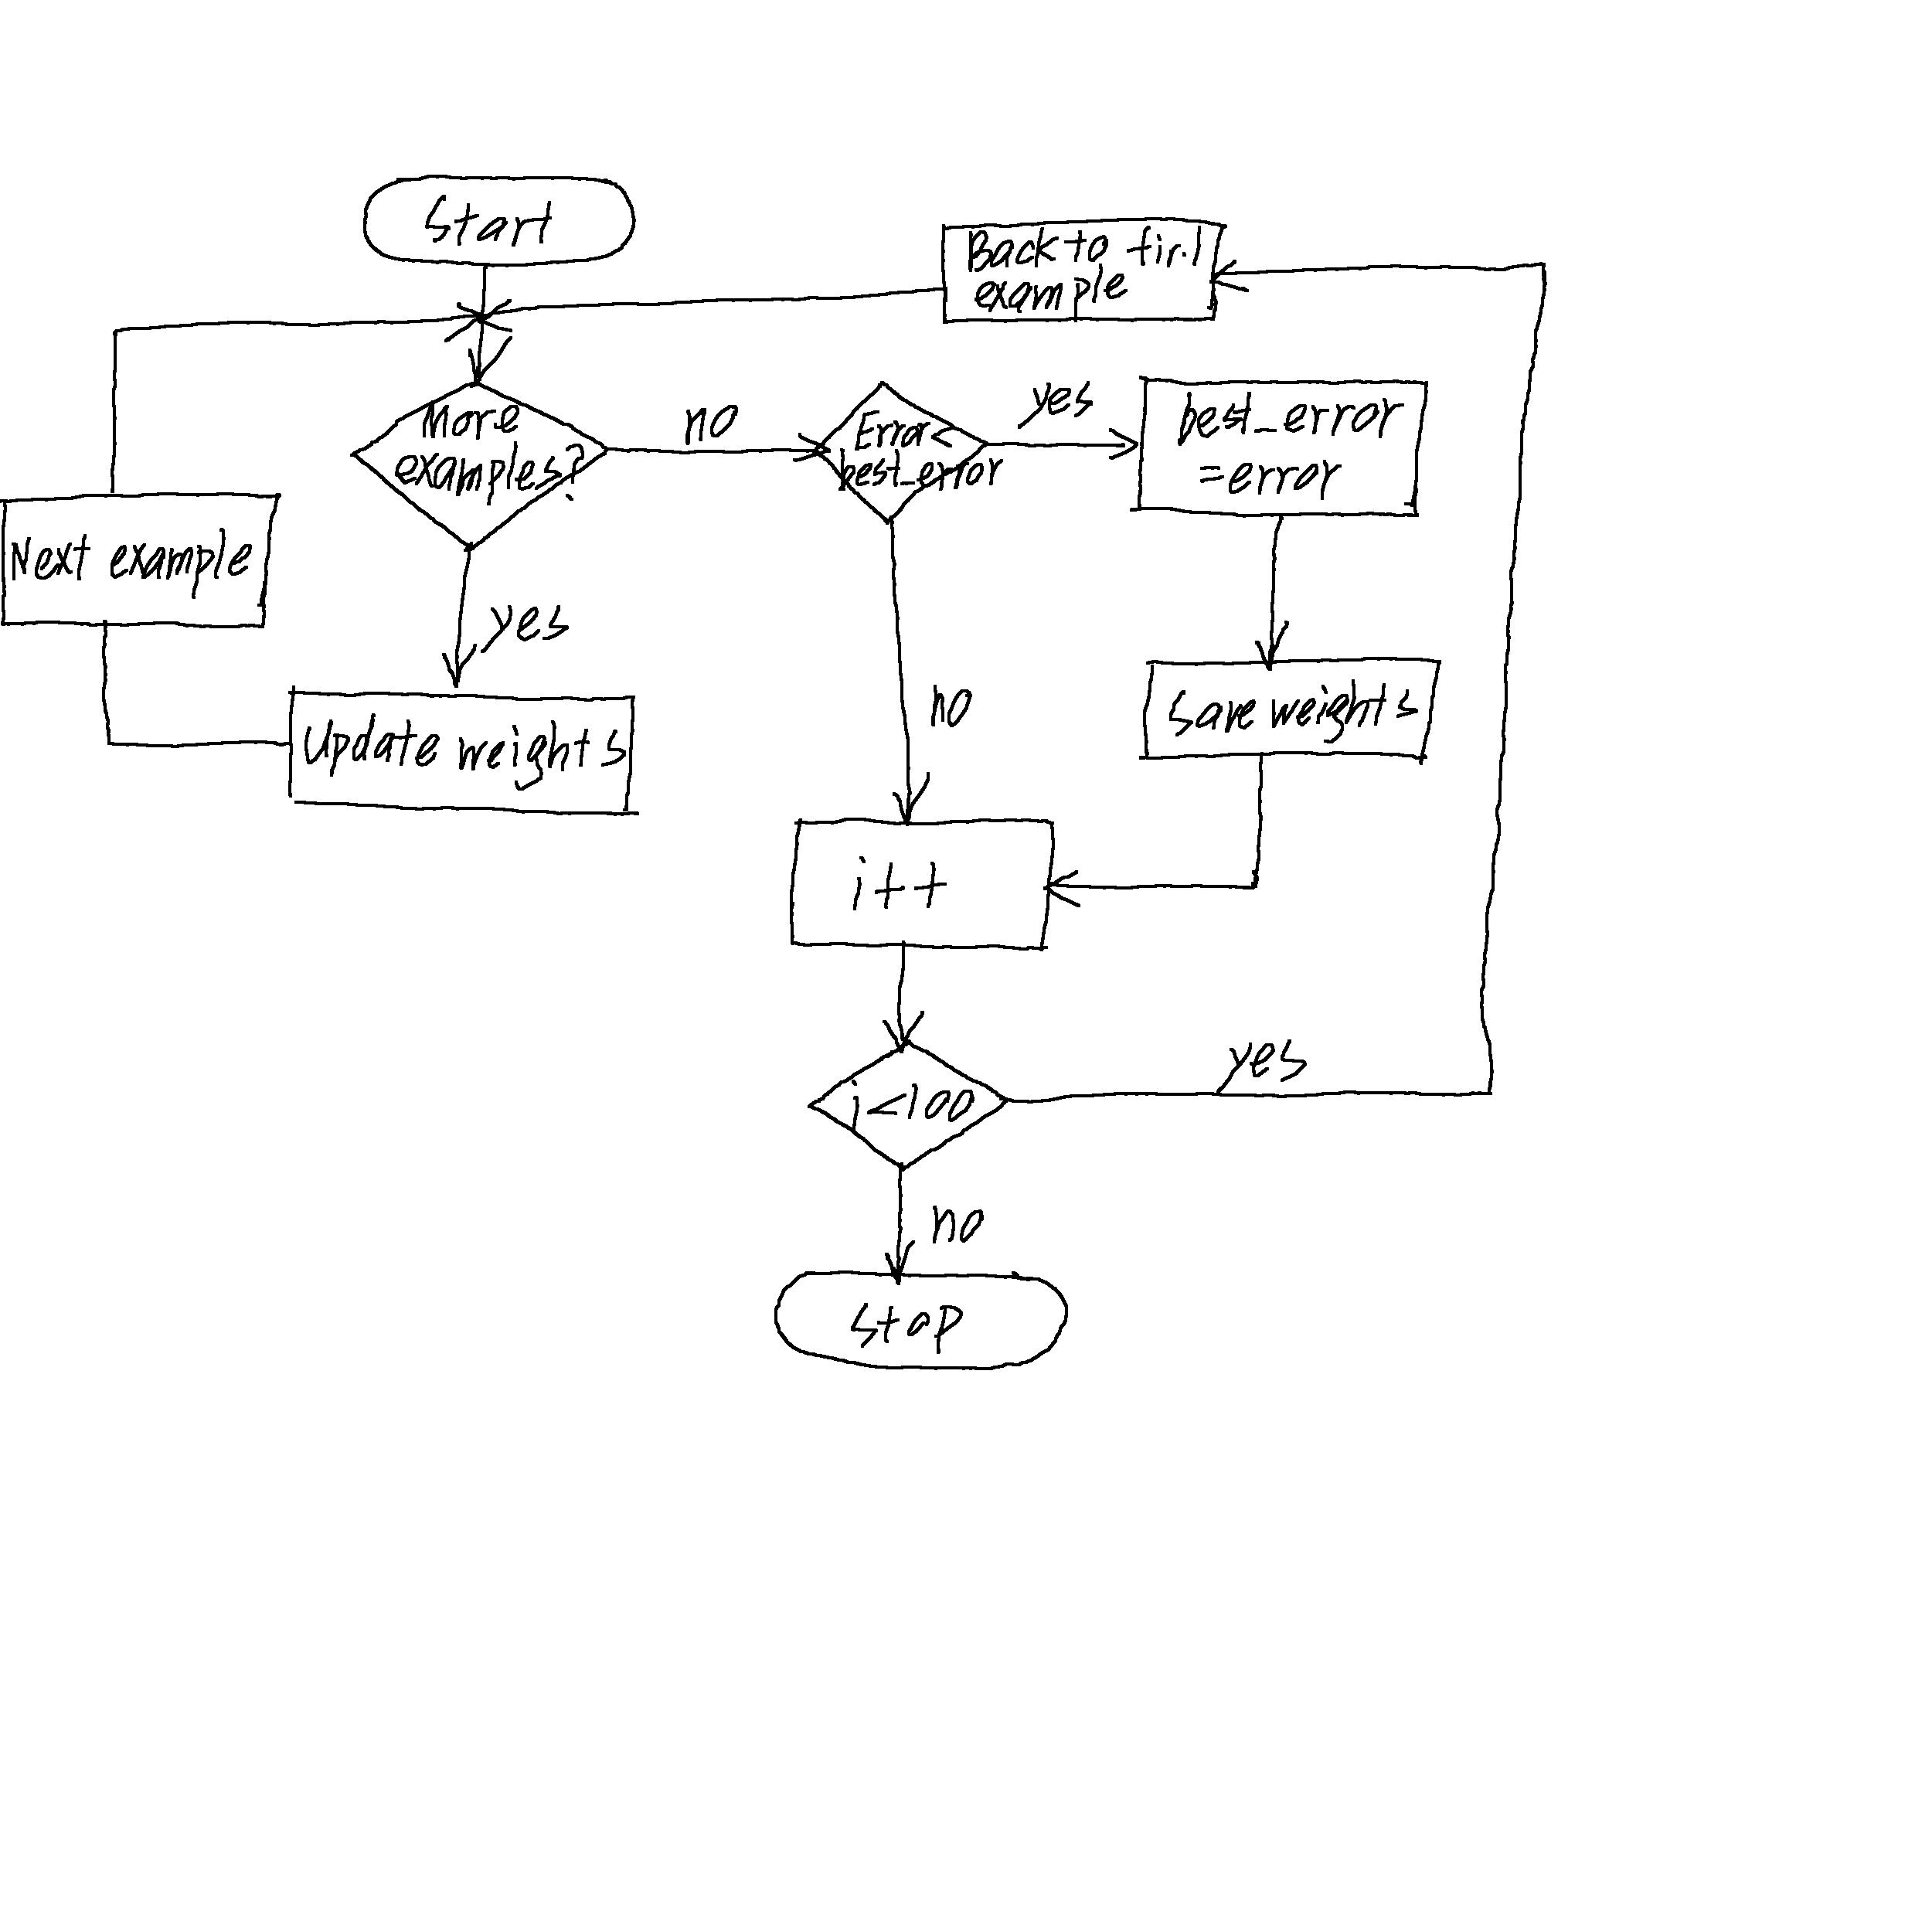 Start
Back to fir.l
example
More
examples?
no
Error<
best_error
yes
best_error
=error
Next example
yes
Update weights
no
Save weights
i++
i<100
yes
no
stop